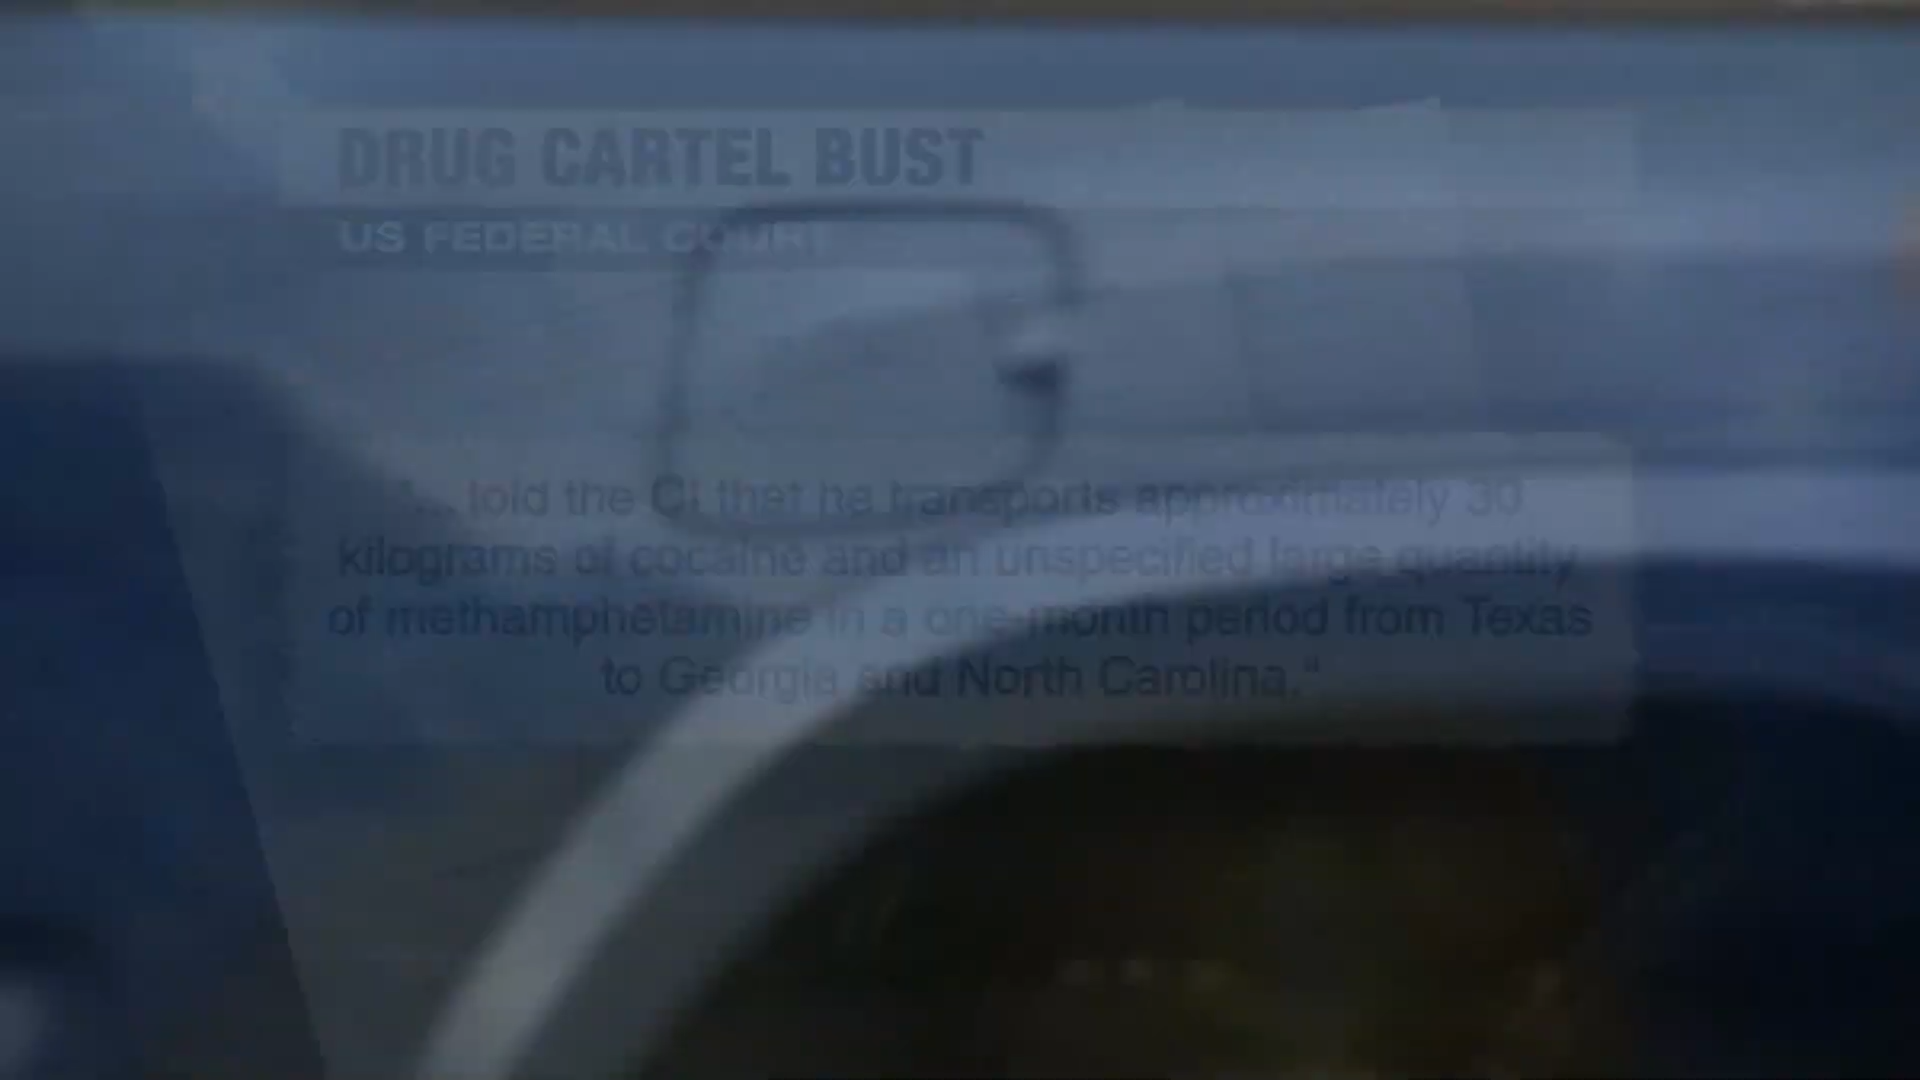 DRUG CARTEL BUST
US FEDERAL COURT
"... told the CI that he transports approximately 30
kilograms of cocaine and an unspecified large quantity
of methamphetamine in a one-month period from Texas
to Georgia and North Carolina."